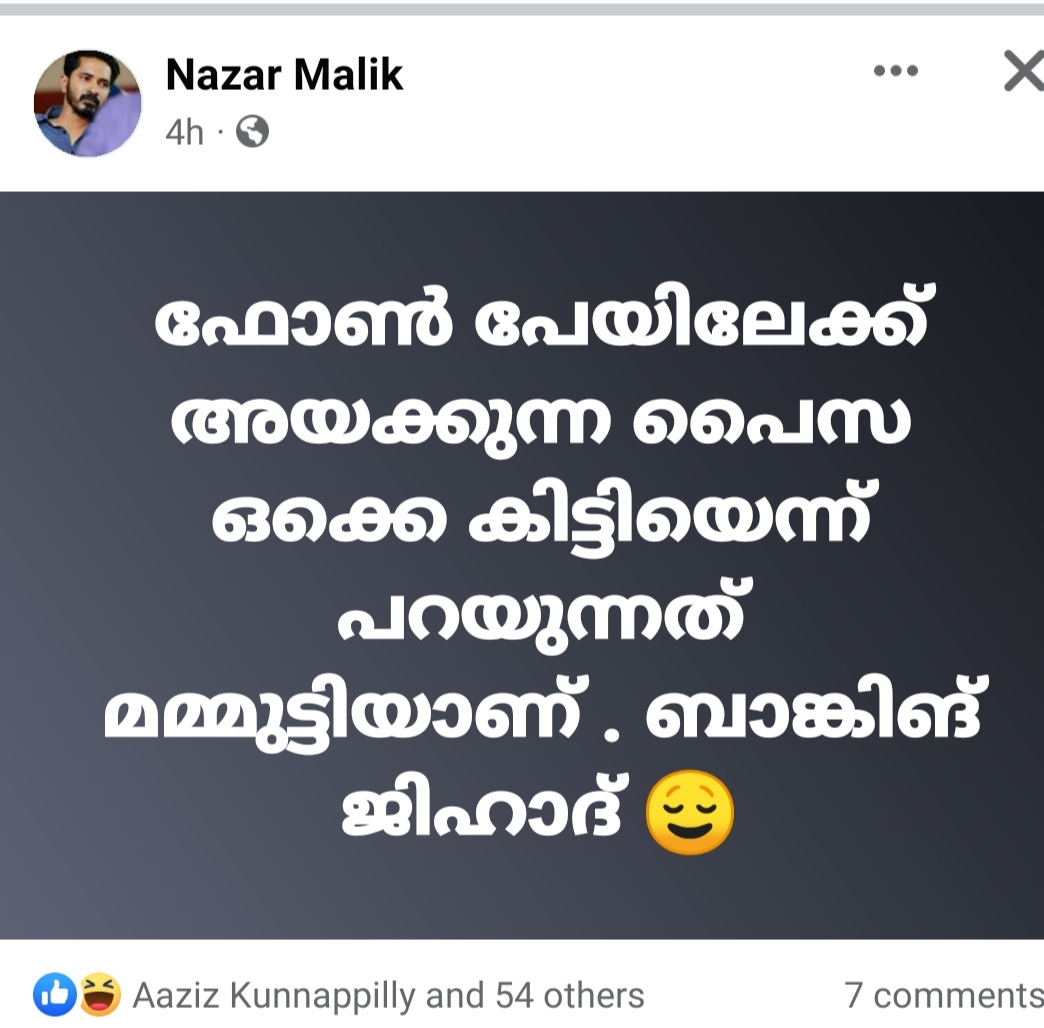 Nazar Malik
4h ·
ഫോൺ പേയിലേക്ക്
അയക്കുന്ന പൈസ
ഒക്കെ കിട്ടിയെന്ന്
പറയുന്നത്
മമ്മുട്ടിയാണ് . ബാങ്കിങ്
ജിഹാദ് 😌
Aaziz Kunnappilly and 54 others 7 comments